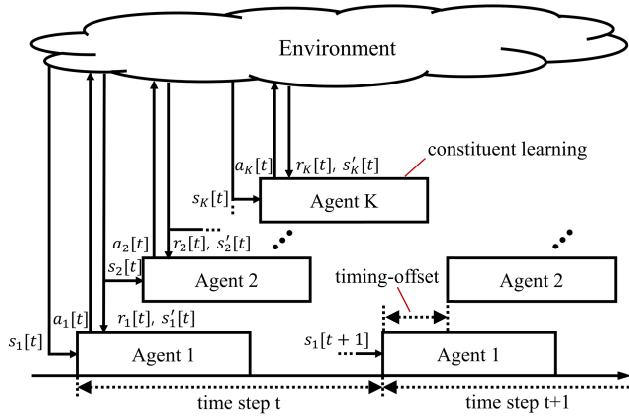 Environment
constituent learning
a_K[t]
r_K[t], s'_K[t]
s_K[t]
Agent K
a_2[t]
r_2[t], s'_2[t]
s_2[t]
Agent 2
timing-offset
Agent 2
a_1[t]
r_1[t], s'_1[t]
s_1[t]
Agent 1
s_1[t + 1]
Agent 1
time step t
time step t+1